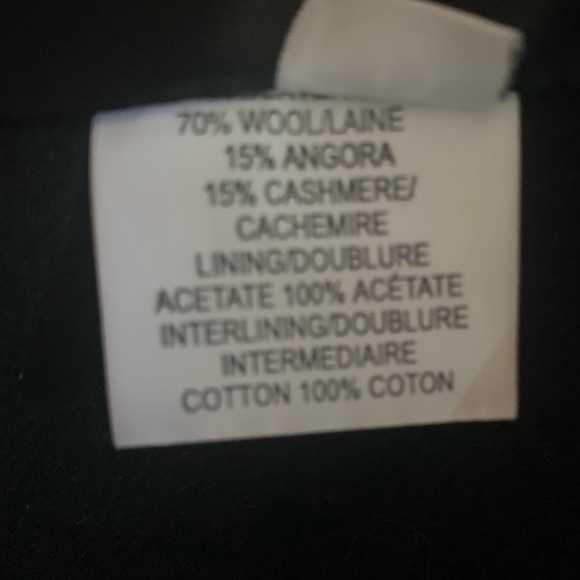 70% WOOL/LAINE
15% ANGORA
15% CASHMERE/
CACHEMIRE
LINING/DOUBLURE
ACETATE 100% ACÉTATE
INTERLINING/DOUBLURE
INTERMEDIAIRE
COTTON 100% COTON